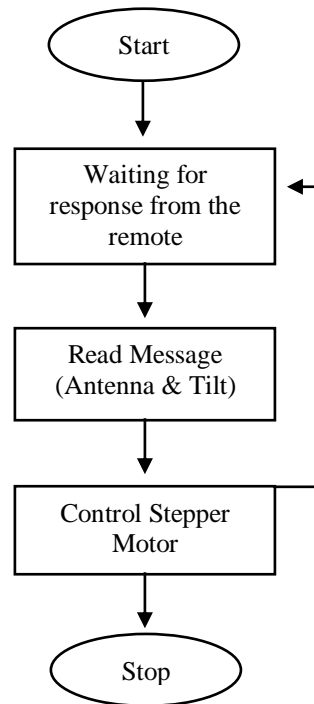 Start
Waiting for
response from the
remote
Read Message
(Antenna & Tilt)
Control Stepper
Motor
Stop